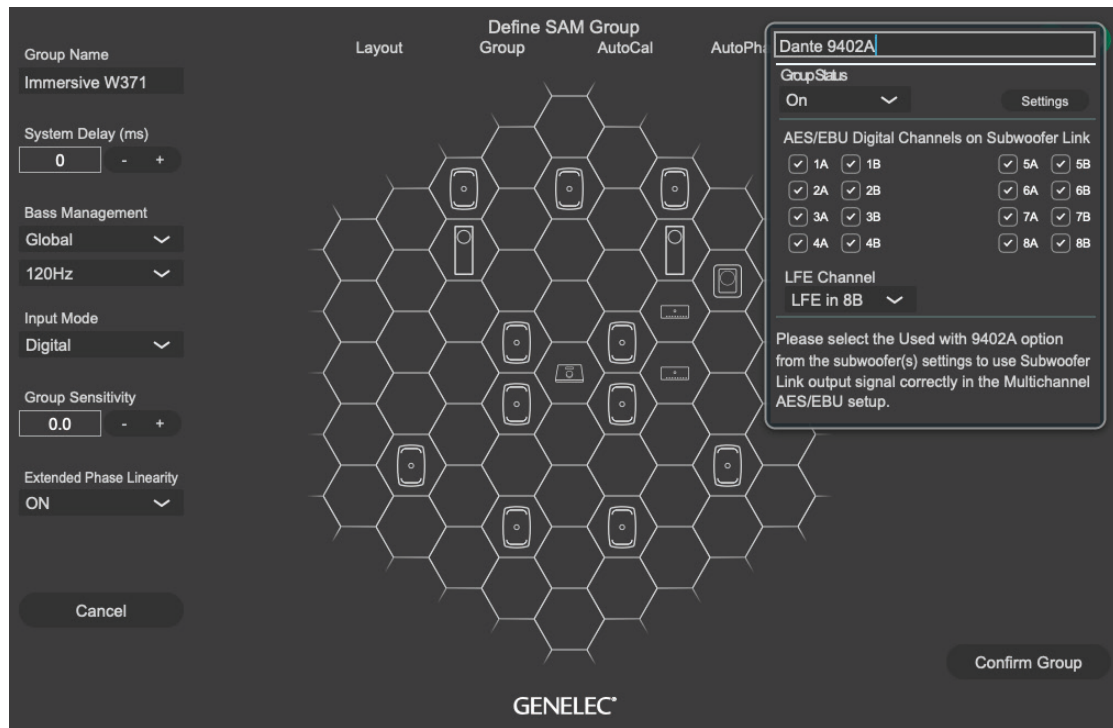 Define SAM Group
Layout Group AutoCal AutoPha
Group Name
Immersive W371
System Delay (ms)
0 - +
Bass Management
Global
120Hz
Input Mode
Digital
Group Sensitivity
0.0 - +
Extended Phase Linearity
ON
Cancel
Dante 9402A
Group Status
On
Settings
AES/EBU Digital Channels on Subwoofer Link
1A 1B 5A 5B
2A 2B 6A 6B
3A 3B 7A 7B
4A 4B 8A 8B
LFE Channel
LFE in 8B
Please select the Used with 9402A option
from the subwoofer(s) settings to use Subwoofer
Link output signal correctly in the Multichannel
AES/EBU setup.
Confirm Group
GENELEC®